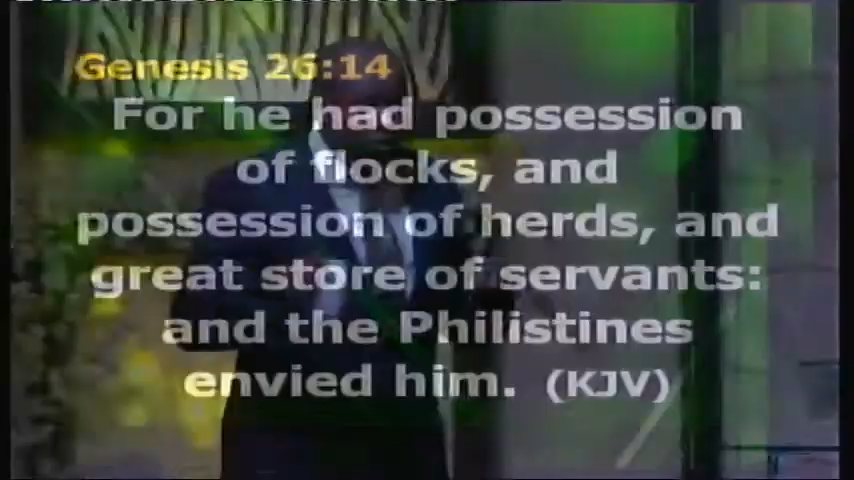 Genesis 26:14
For he had possession
of flocks, and
possession of herds, and
great store of servants:
and the Philistines
envied him. (KJV)